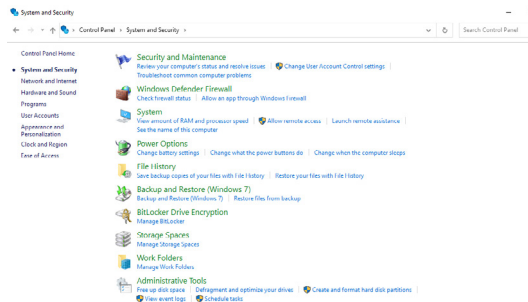 System and Security
Control Panel > System and Security >
Search Control Panel
Control Panel Home
System and Security
Network and Internet
Hardware and Sound
Programs
User Accounts
Appearance and
Personalization
Clock and Region
Ease of Access
Security and Maintenance
Review your computer's status and resolve issues | Change User Account Control settings |
Troubleshoot common computer problems
Windows Defender Firewall
Check firewall status | Allow an app through Windows Firewall
System
View amount of RAM and processor speed | Allow remote access | Launch remote assistance |
See the name of this computer
Power Options
Change battery settings | Change what the power buttons do | Change when the computer sleeps
File History
Save backup copies of your files with File History | Restore your files with File History
Backup and Restore (Windows 7)
Backup and Restore (Windows 7) | Restore files from backup
BitLocker Drive Encryption
Manage BitLocker
Storage Spaces
Manage Storage Spaces
Work Folders
Manage Work Folders
Administrative Tools
Free up disk space | Defragment and optimize your drives | Create and format hard disk partitions |
View event logs | Schedule tasks